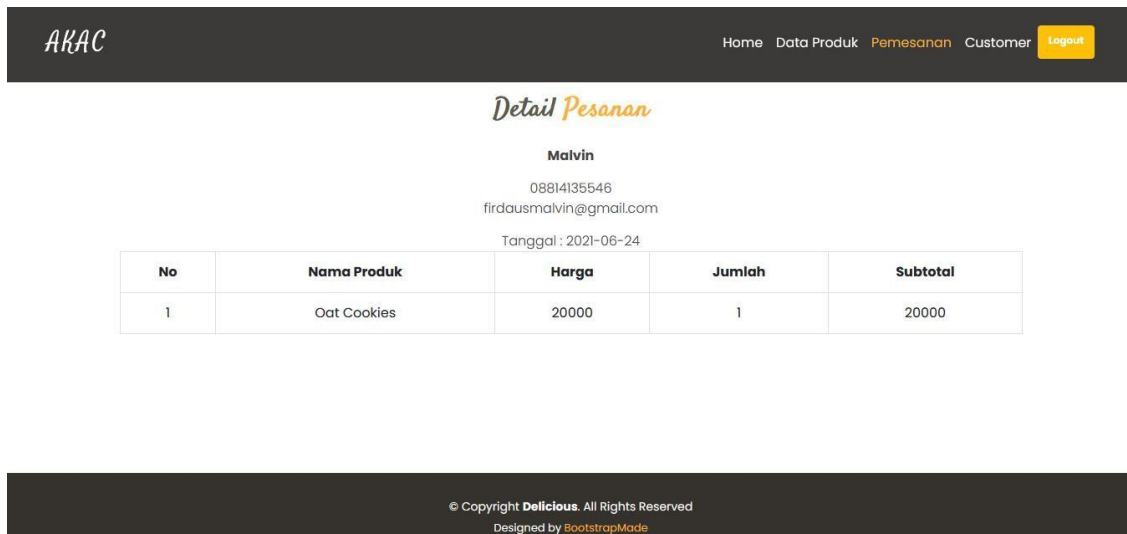 AKAC
Home Data Produk Pemesanan Customer Logout
Detail Pesanan
Malvin
08814135546
firdausmalvin@gmail.com
Tanggal : 2021-06-24
No Nama Produk Harga Jumlah Subtotal
1 Oat Cookies 20000 1 20000
© Copyright Delicious. All Rights Reserved
Designed by BootstrapMade